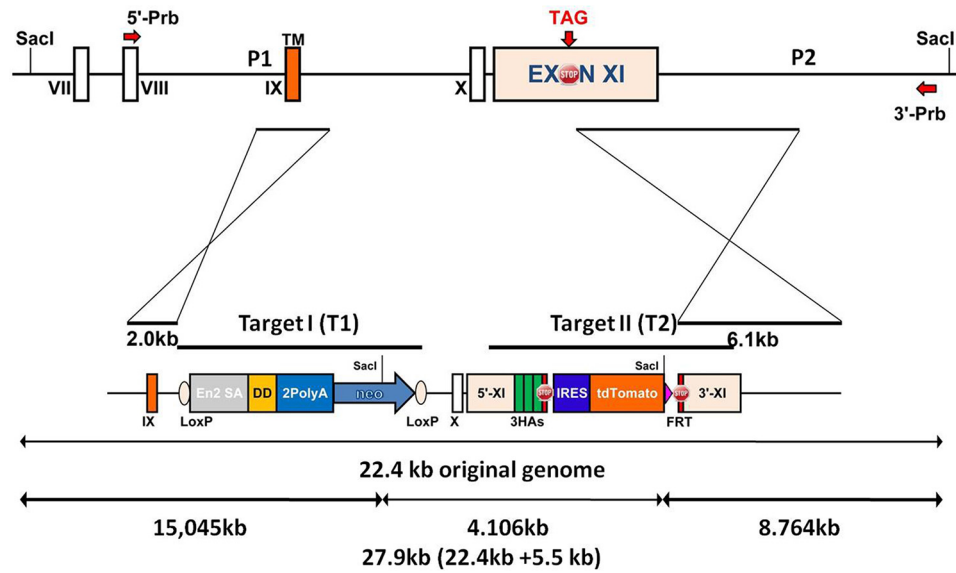 5'-Prb
TAG
SacI
TM
SacI
P1
P2
EX STOP N XI
VII
VIII
IX
X
3'-Prb
2.0kb
Target I (T1)
Target II (T2)
6.1kb
SacI
SacI
En2 SA
DD
2PolyA
neo
5'-XI
STOP
IRES
tdTomato
STOP
3'-XI
IX
LoxP
LoxP
X
3HAs
FRT
22.4 kb original genome
15,045kb
4.106kb
8.764kb
27.9kb (22.4kb +5.5 kb)